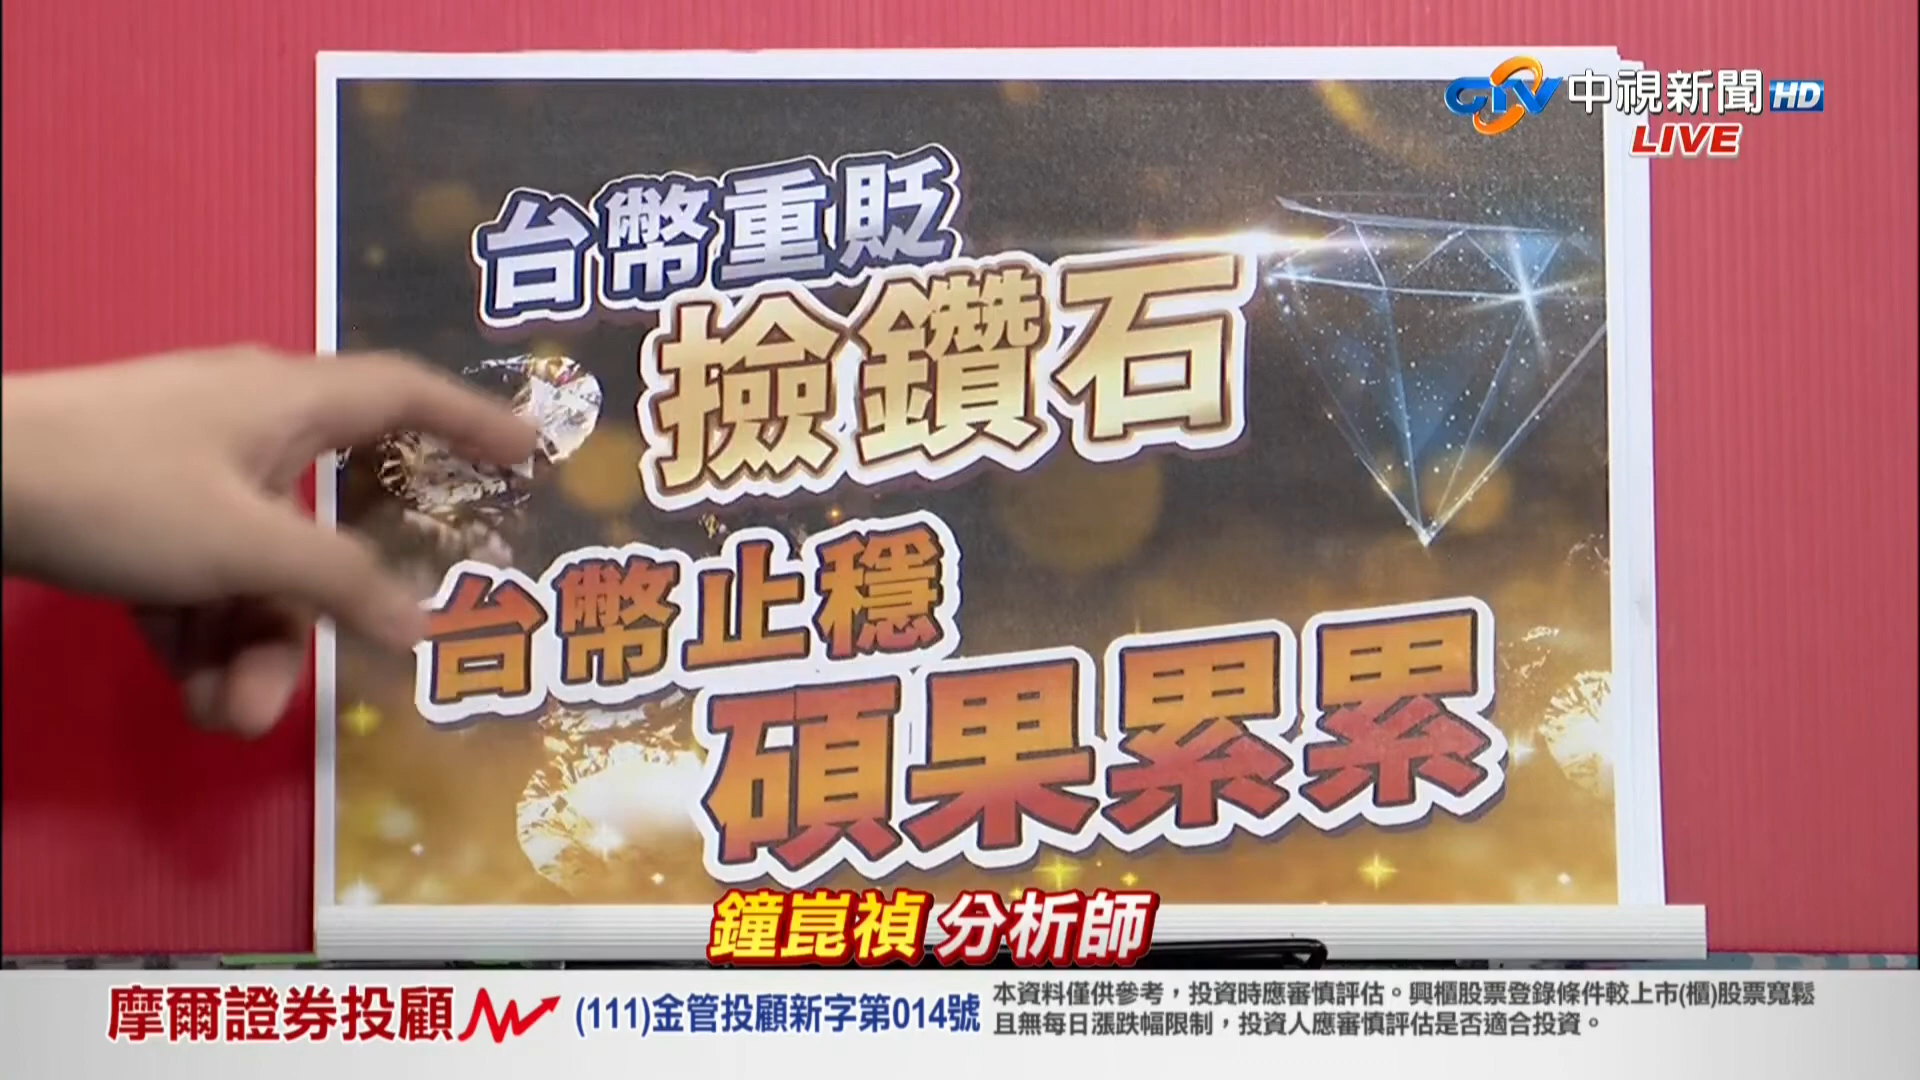 CTV 中視新聞 HD
LIVE
台幣重貶
撿鑽石
台幣止穩
碩果累累
鐘崑禎 分析師
摩爾證券投顧
(111)金管投顧新字第014號
本資料僅供參考，投資時應審慎評估。興櫃股票登錄條件較上市(櫃)股票寬鬆
且無每日漲跌幅限制，投資人應審慎評估是否適合投資。